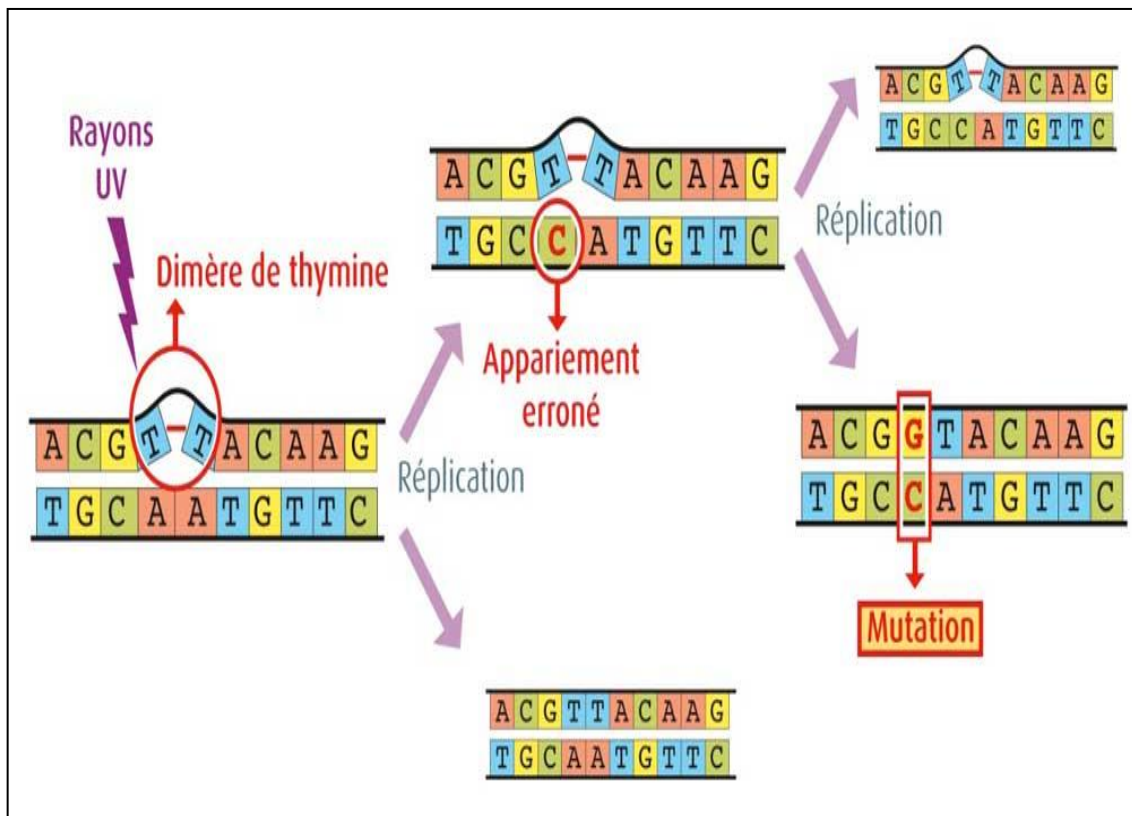 Rayons
UV
Dimère de thymine
ACGTTACAAG
TGCAATGTTC
Réplication
ACGTTACAAG
TGCCATGTTC
Appariement
erroné
ACGTTACAAG
TGCAATGTTC
Réplication
ACGTTACAAG
TGCCATGTTC
ACGGTACAAG
TGCCATGTTC
Mutation